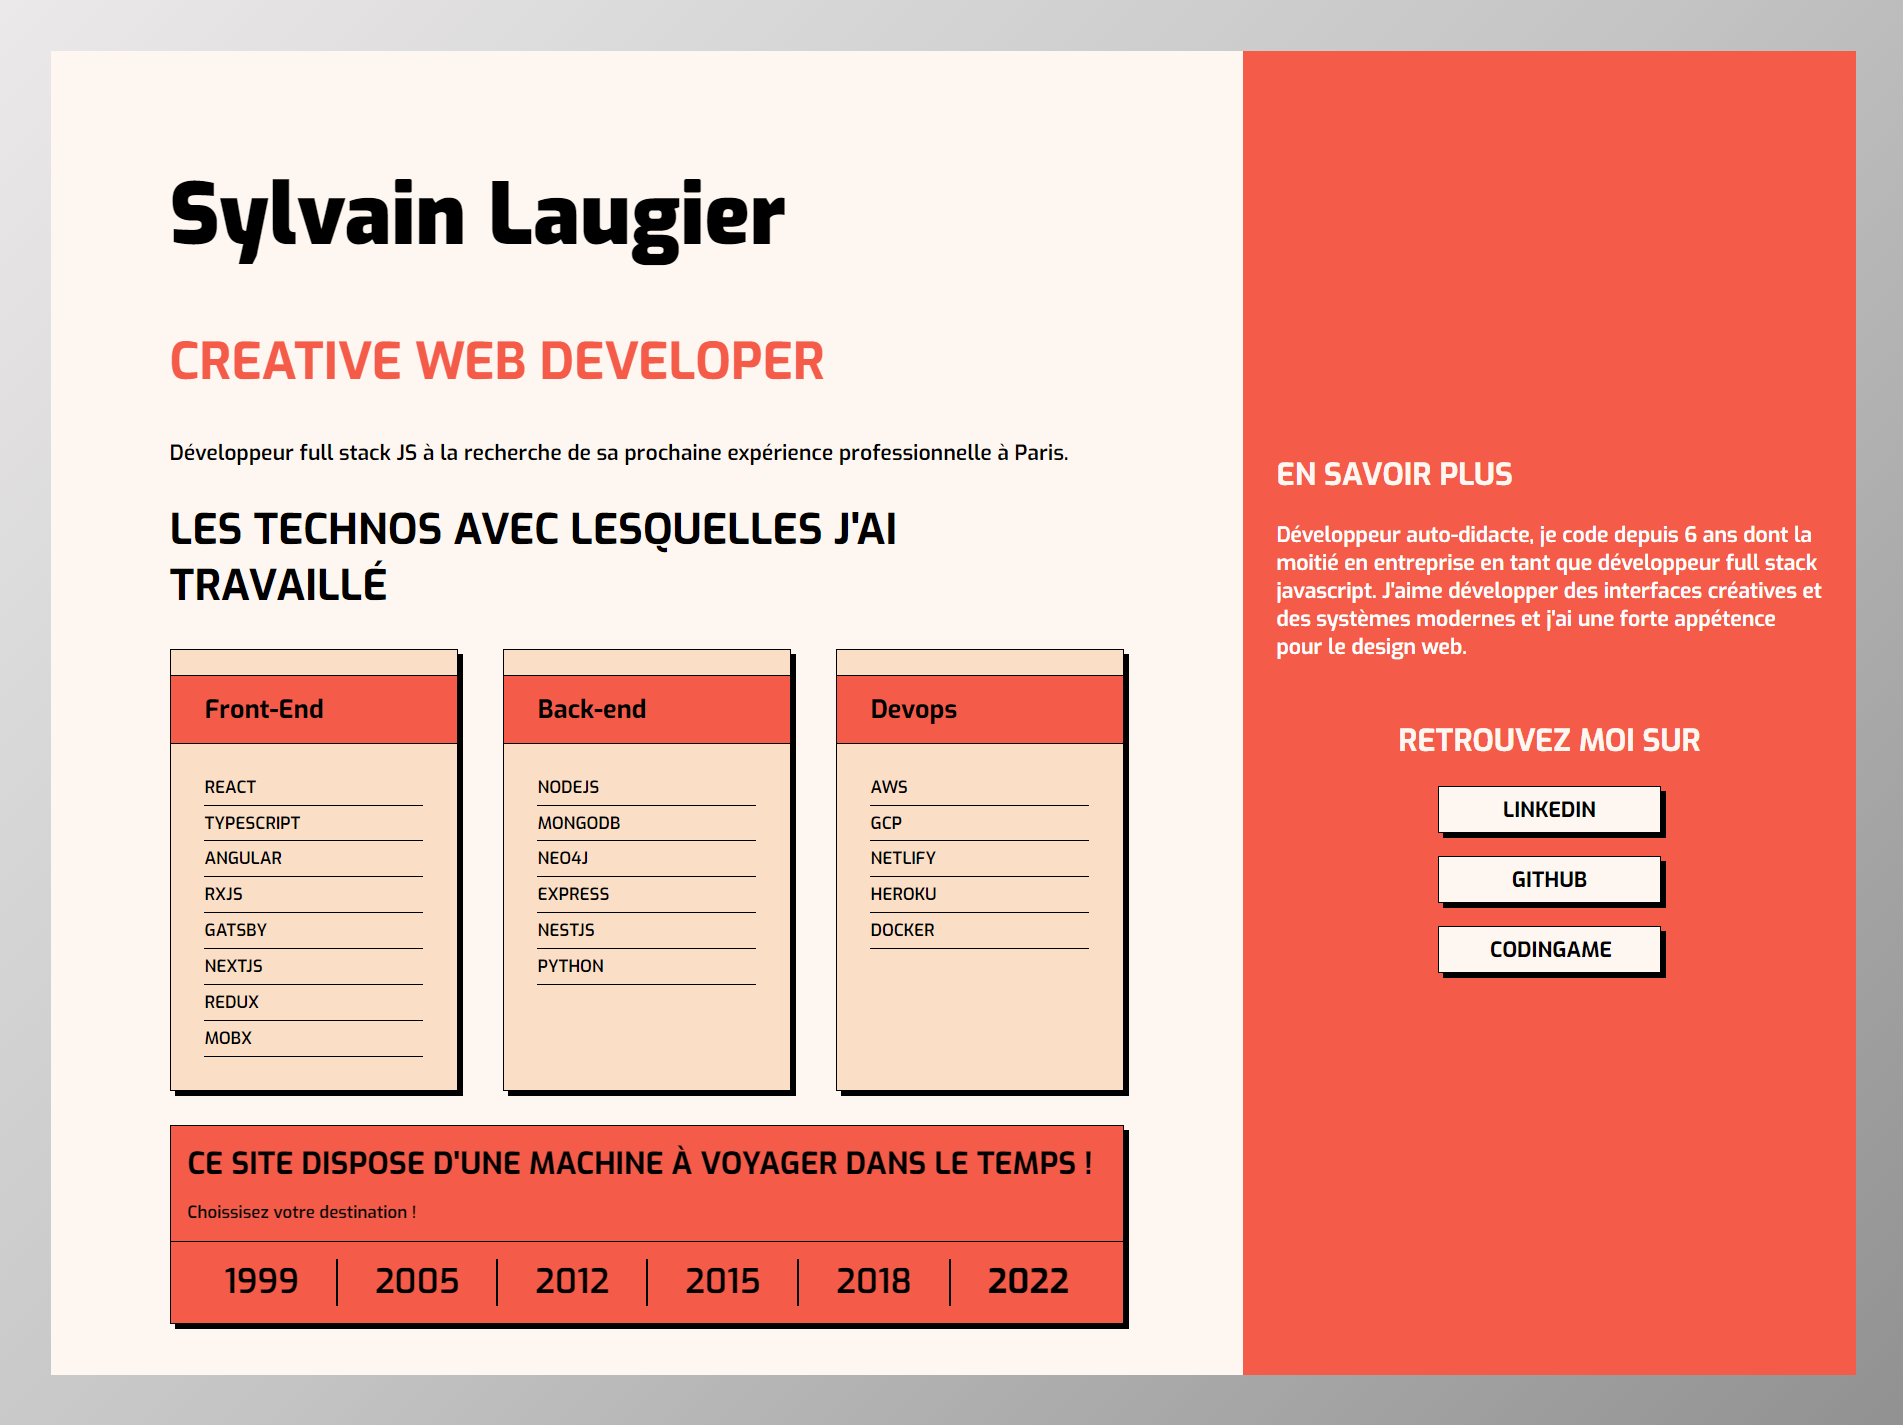 Sylvain Laugier
CREATIVE WEB DEVELOPER
Développeur full stack JS à la recherche de sa prochaine expérience professionnelle à Paris.
LES TECHNOS AVEC LESQUELLES J'AI
TRAVAILLÉ
Front-End
REACT
TYPESCRIPT
ANGULAR
RXJS
GATSBY
NEXTJS
REDUX
MOBX
Back-end
NODEJS
MONGODB
NEO4J
EXPRESS
NESTJS
PYTHON
Devops
AWS
GCP
NETLIFY
HEROKU
DOCKER
CE SITE DISPOSE D'UNE MACHINE À VOYAGER DANS LE TEMPS !
Choissisez votre destination !
1999 2005 2012 2015 2018 2022
EN SAVOIR PLUS
Développeur auto-didacte, je code depuis 6 ans dont la
moitié en entreprise en tant que développeur full stack
javascript. J'aime développer des interfaces créatives et
des systèmes modernes et j'ai une forte appétence
pour le design web.
RETROUVEZ MOI SUR
LINKEDIN
GITHUB
CODINGAME